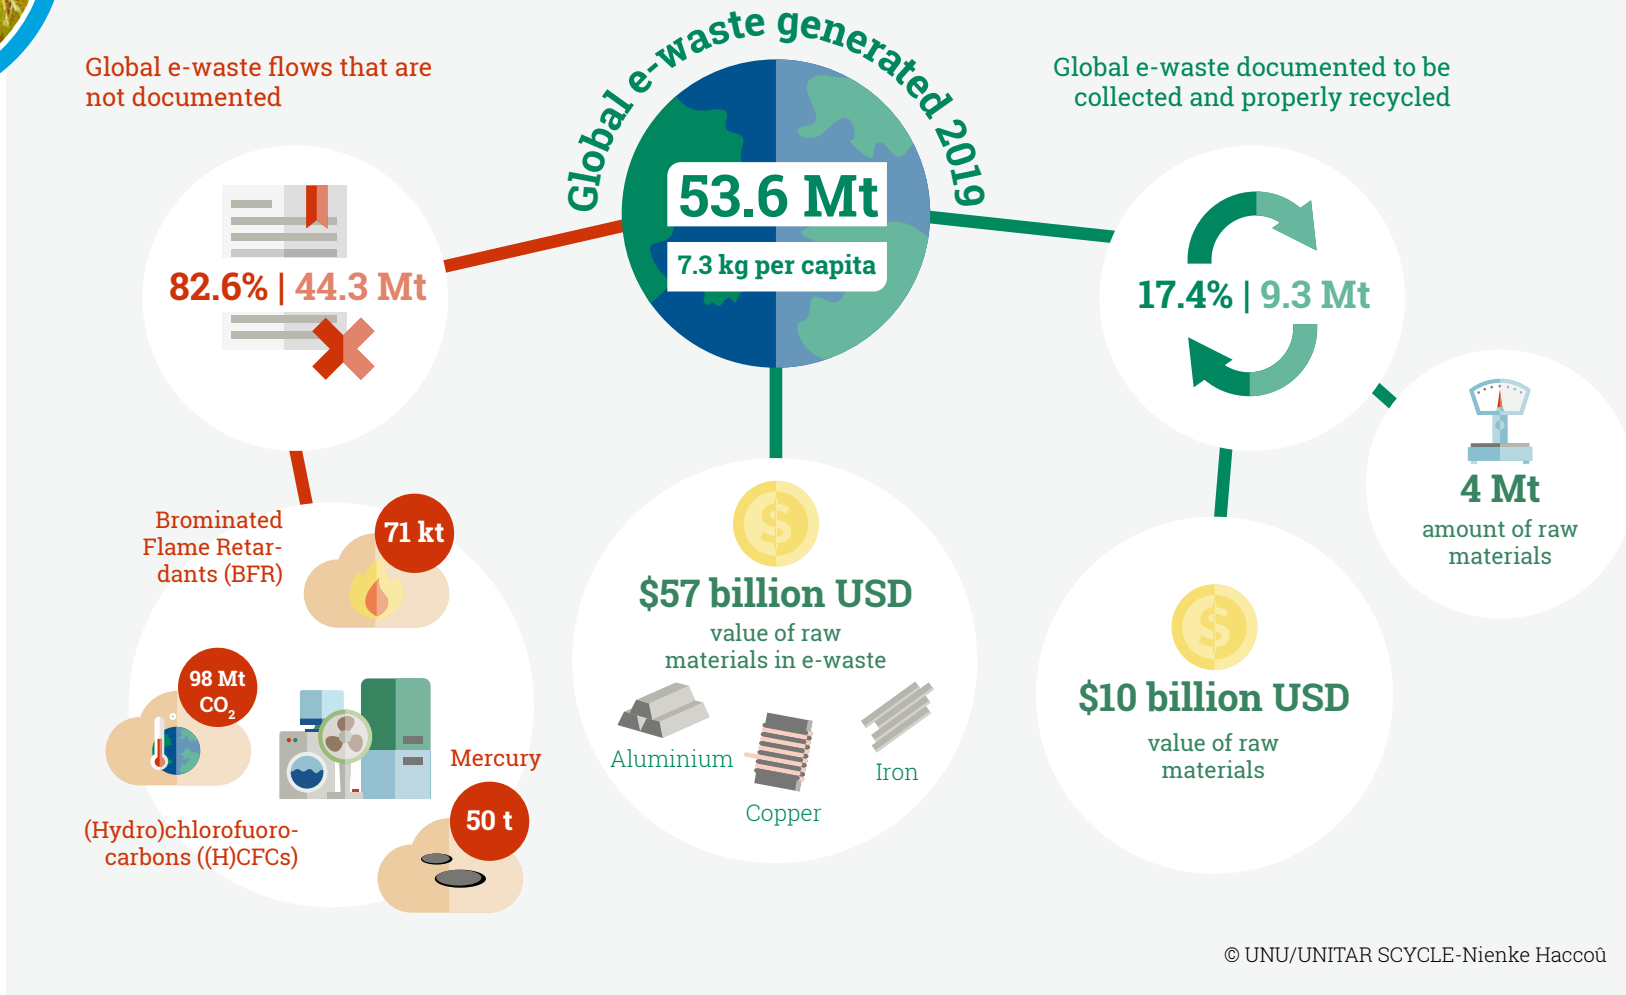 Global e-waste generated 2019
53.6 Mt
7.3 kg per capita
Global e-waste flows that are
not documented
82.6% | 44.3 Mt
Brominated
Flame Retar-
dants (BFR)
71 kt
98 Mt
CO2
(Hydro)chlorofuoro-
carbons ((H)CFCs)
Mercury
50 t
$57 billion USD
value of raw
materials in e-waste
Aluminium
Copper
Iron
Global e-waste documented to be
collected and properly recycled
17.4% | 9.3 Mt
4 Mt
amount of raw
materials
$10 billion USD
value of raw
materials
© UNU/UNITAR SCYCLE-Nienke Haccoû